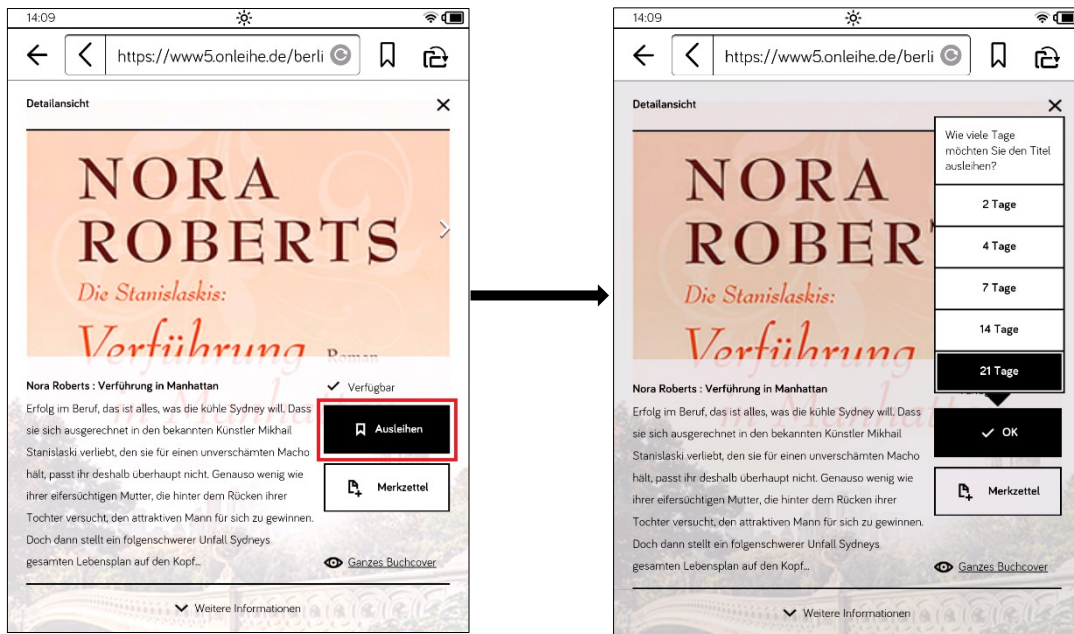 14:09
https://www5.onleihe.de/berli
Detailansicht
NORA
ROBERTS
Die Stanislaskis:
Verführung
Roman
in Manhattan
Nora Roberts : Verführung in Manhattan
Verfügbar
Erfolg im Beruf, das ist alles, was die kühle Sydney will. Dass
sie sich ausgerechnet in den bekannten Künstler Mikhail
Stanislaski verliebt, den sie für einen unverschämten Macho
hält, passt ihr deshalb überhaupt nicht. Genauso wenig wie
ihrer eifersüchtigen Mutter, die hinter dem Rücken ihrer
Tochter versucht, den attraktiven Mann für sich zu gewinnen.
Doch dann stellt ein folgenschwerer Unfall Sydneys
gesamten Lebensplan auf den Kopf...
Ausleihen
Merkzettel
Ganzes Buchcover
Weitere Informationen
14:09
https://www5.onleihe.de/berli
Detailansicht
NORA
ROBER
Die Stanislaskis:
Verführung
in Manhattan
Wie viele Tage
möchten Sie den Titel
ausleihen?
2 Tage
4 Tage
7 Tage
14 Tage
21 Tage
OK
Nora Roberts : Verführung in Manhattan
Erfolg im Beruf, das ist alles, was die kühle Sydney will. Dass
sie sich ausgerechnet in den bekannten Künstler Mikhail
Stanislaski verliebt, den sie für einen unverschämten Macho
hält, passt ihr deshalb überhaupt nicht. Genauso wenig wie
ihrer eifersüchtigen Mutter, die hinter dem Rücken ihrer
Tochter versucht, den attraktiven Mann für sich zu gewinnen.
Doch dann stellt ein folgenschwerer Unfall Sydneys
gesamten Lebensplan auf den Kopf...
Merkzettel
Ganzes Buchcover
Weitere Informationen